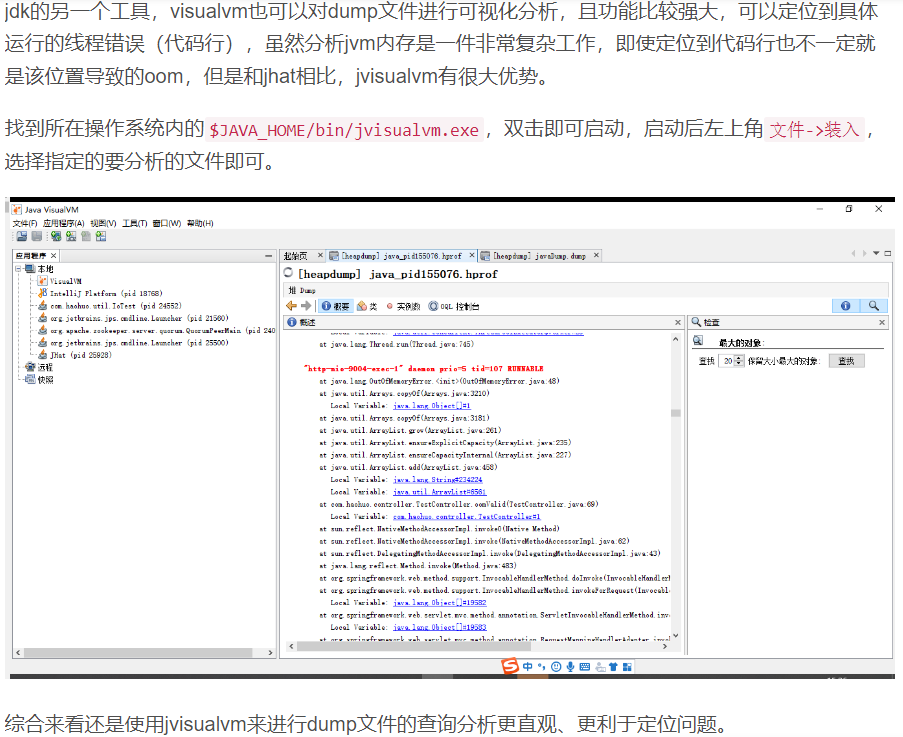 jdk的另一个工具，visualvm也可以对dump文件进行可视化分析，且功能比较强大，可以定位到具体
运行的线程错误（代码行），虽然分析jvm内存是一件非常复杂工作，即使定位到代码行也不一定就
是该位置导致的oom，但是和jhat相比，jvisualvm有很大优势。
找到所在操作系统内的 $JAVA_HOME/bin/jvisualvm.exe ，双击即可启动，启动后左上角 文件->装入 ，
选择指定的要分析的文件即可。
Java VisualVM
文件(F) 应用程序(A) 视图(V) 工具(T) 窗口(W) 帮助(H)
应用程序
本地
VisualVM
IntelliJ Platform (pid 18768)
com.haohuo.util.IoTest (pid 24552)
org.jetbrains.jps.cmdline.Launcher (pid 21560)
org.apache.zookeeper.server.quorum.QuorumPeerMain (pid 240
org.jetbrains.jps.cmdline.Launcher (pid 25500)
JHat (pid 25928)
远程
快照
起始页 [heapdump] java_pid155076.hprof [heapdump] javaDump.dump
[heapdump] java_pid155076.hprof
堆 Dump
概要 类 实例数 OQL 控制台
概述
at java.lang.Thread.run(Thread.java:745)
"http-nio-9004-exec-1" daemon prio=5 tid=107 RUNNABLE
at java.lang.OutOfMemoryError.<init>(OutOfMemoryError.java:48)
at java.util.Arrays.copyOf(Arrays.java:3210)
Local Variable: java.lang.Object[]#1
at java.util.Arrays.copyOf(Arrays.java:3181)
at java.util.ArrayList.grow(ArrayList.java:261)
at java.util.ArrayList.ensureExplicitCapacity(ArrayList.java:235)
at java.util.ArrayList.ensureCapacityInternal(ArrayList.java:227)
at java.util.ArrayList.add(ArrayList.java:458)
Local Variable: java.lang.String#234224
Local Variable: java.util.ArrayList#6561
at com.haohuo.controller.TestController.oomValid(TestController.java:69)
Local Variable: com.haohuo.controller.TestController#1
at sun.reflect.NativeMethodAccessorImpl.invoke0(Native Method)
at sun.reflect.NativeMethodAccessorImpl.invoke(NativeMethodAccessorImpl.java:62)
at sun.reflect.DelegatingMethodAccessorImpl.invoke(DelegatingMethodAccessorImpl.java:43)
at java.lang.reflect.Method.invoke(Method.java:483)
at org.springframework.web.method.support.InvocableHandlerMethod.doInvoke(InvocableHandlerM
at org.springframework.web.method.support.InvocableHandlerMethod.invokeForRequest(Invocabl
Local Variable: java.lang.Object[]#19582
at org.springframework.web.servlet.mvc.method.annotation.ServletInvocableHandlerMethod.inv
Local Variable: java.lang.Object[]#19583
at org.springframework.web.servlet.mvc.method.annotation.RequestMappingHandlerAdapter.invo
检查
最大的对象:
查找 20 保留大小最大的对象: 查找
中
综合来看还是使用jvisualvm来进行dump文件的查询分析更直观、更利于定位问题。